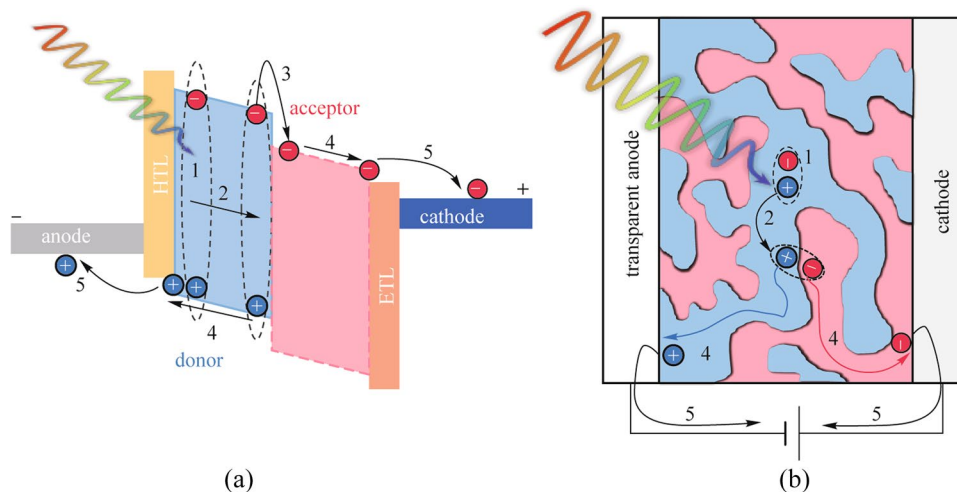 3
acceptor
4
5
1
2
HTL
−
+
cathode
anode
5
ETL
4
donor
(a)
1
2
transparent anode
cathode
4
4
5
5
(b)